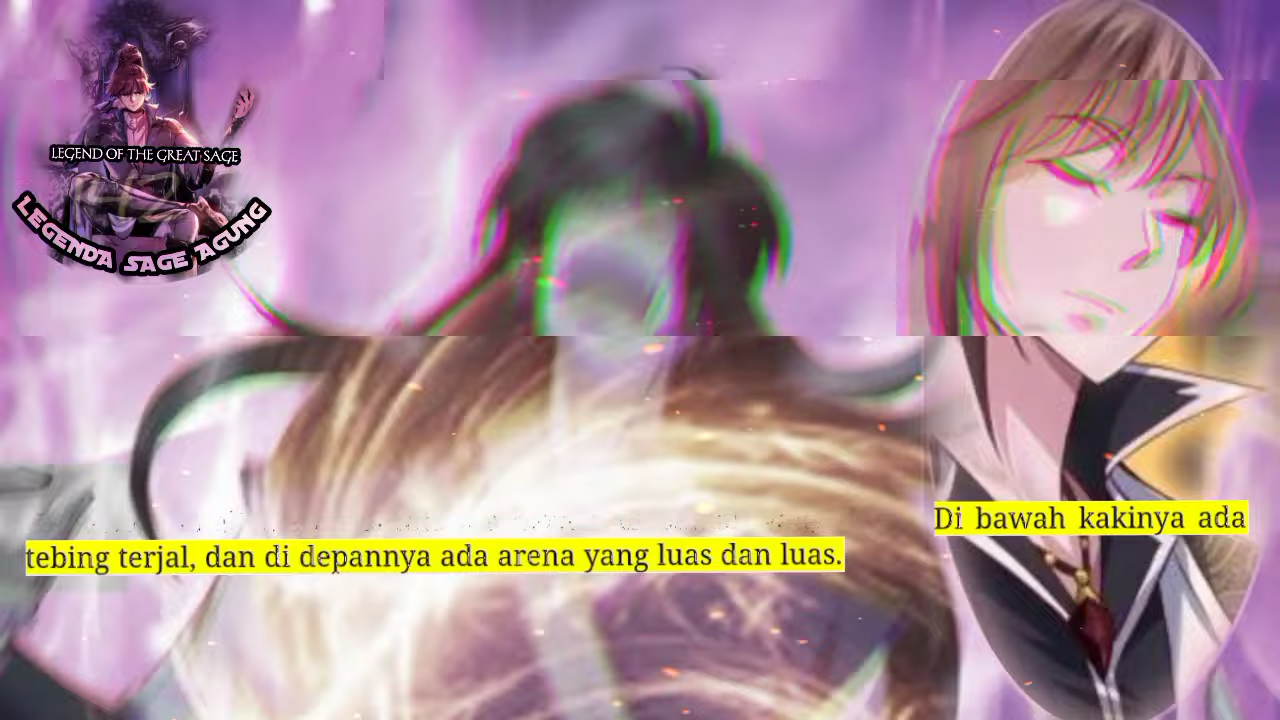 LEGEND OF THE GREAT SAGE
LEGENDA SAGE AGUNG
Di bawah kakinya ada
tebing terjal, dan di depannya ada arena yang luas dan luas.